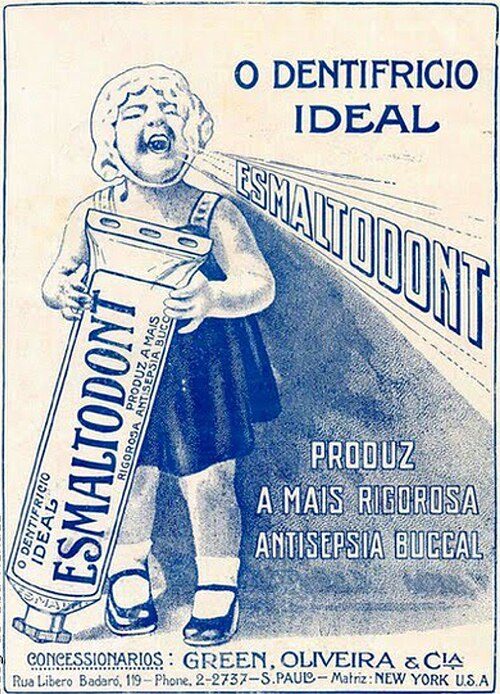 O DENTIFRICIO
IDEAL
ESMALTODONT
O DENTIFRICIO
IDEAL
ESMALTODONT
PRODUZ A MAIS
RIGOROSA ANTISEPSIA BUCC
PRODUZ
A MAIS RIGOROSA
ANTISEPSIA BUCCAL
CONCESSIONARIOS: GREEN, OLIVEIRA & CIA
Rua Libero Badaró, 119 – Phone, 2-2737 – S. PAULO – Matriz: NEW YORK U.S.A